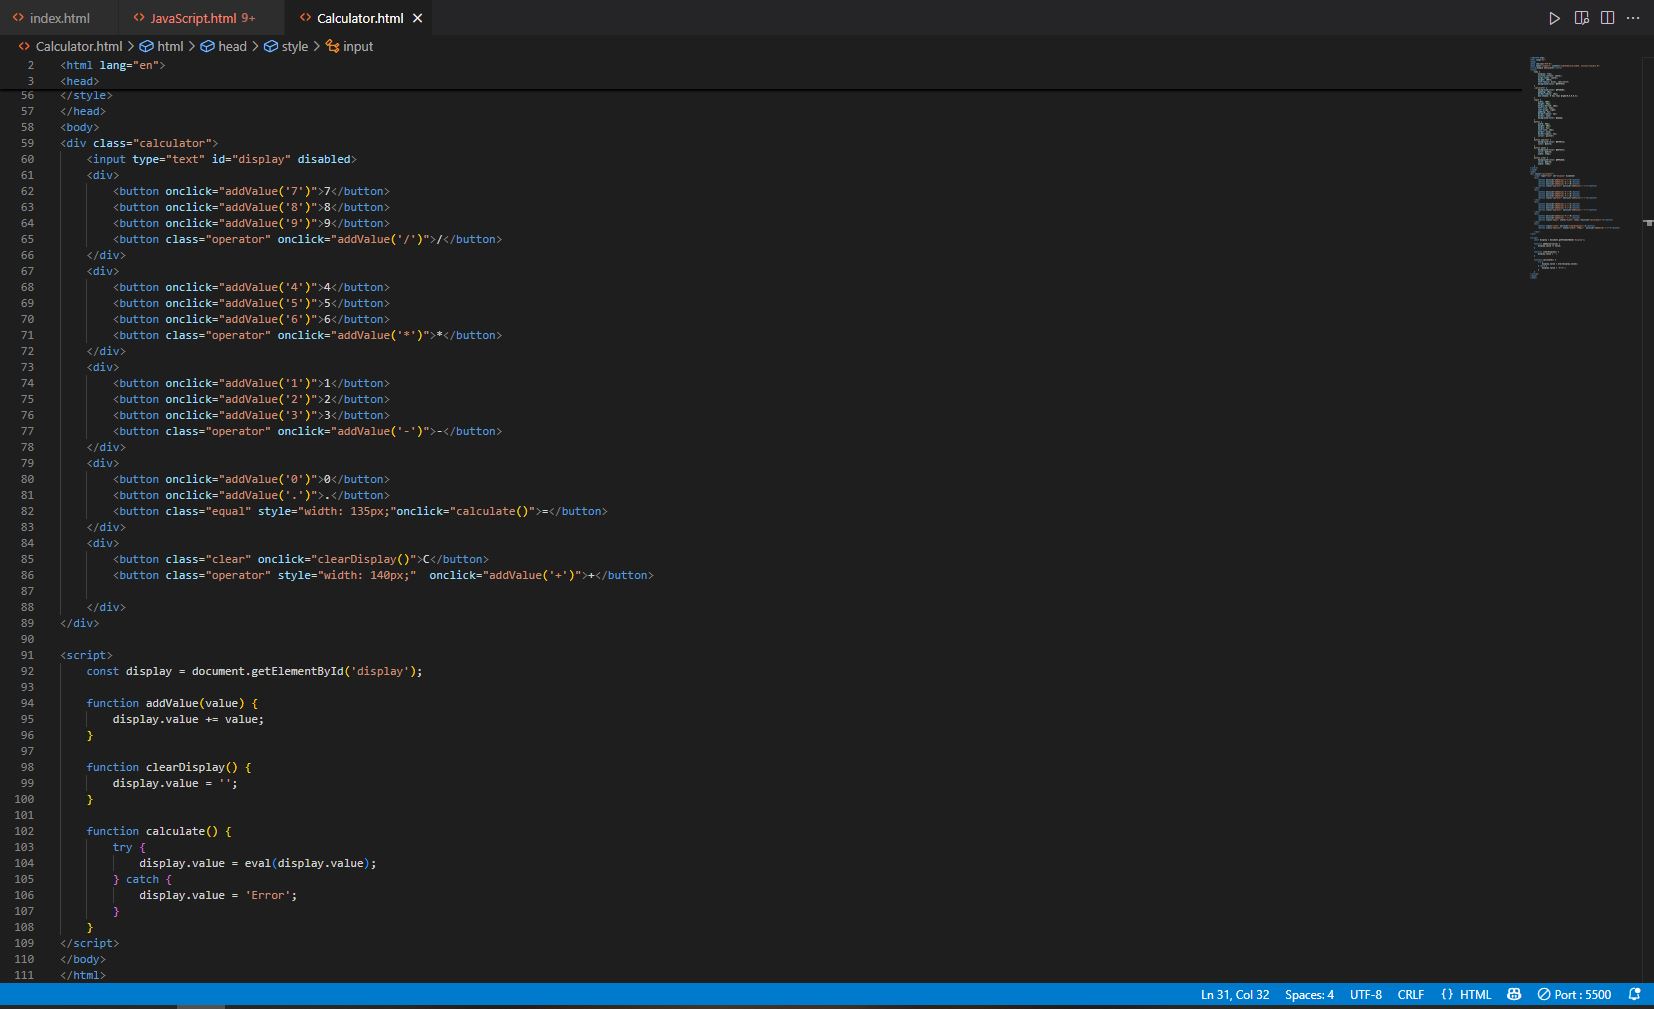 index.html
JavaScript.html 9+
Calculator.html
Calculator.html > html > head > style > input
2 <html lang="en">
3 <head>
56 </style>
57 </head>
58 <body>
59 <div class="calculator">
60     <input type="text" id="display" disabled>
61     <div>
62         <button onclick="addValue('7')">7</button>
63         <button onclick="addValue('8')">8</button>
64         <button onclick="addValue('9')">9</button>
65         <button class="operator" onclick="addValue('/')">/</button>
66     </div>
67     <div>
68         <button onclick="addValue('4')">4</button>
69         <button onclick="addValue('5')">5</button>
70         <button onclick="addValue('6')">6</button>
71         <button class="operator" onclick="addValue('*')">*</button>
72     </div>
73     <div>
74         <button onclick="addValue('1')">1</button>
75         <button onclick="addValue('2')">2</button>
76         <button onclick="addValue('3')">3</button>
77         <button class="operator" onclick="addValue('-')">-</button>
78     </div>
79     <div>
80         <button onclick="addValue('0')">0</button>
81         <button onclick="addValue('.')">.</button>
82         <button class="equal" style="width: 135px;"onclick="calculate()">=</button>
83     </div>
84     <div>
85         <button class="clear" onclick="clearDisplay()">C</button>
86         <button class="operator" style="width: 140px;"  onclick="addValue('+')">+</button>
87
88     </div>
89 </div>
90
91 <script>
92     const display = document.getElementById('display');
93
94     function addValue(value) {
95         display.value += value;
96     }
97
98     function clearDisplay() {
99         display.value = '';
100     }
101
102     function calculate() {
103         try {
104             display.value = eval(display.value);
105         } catch {
106             display.value = 'Error';
107         }
108     }
109 </script>
110 </body>
111 </html>
Ln 31, Col 32 Spaces: 4 UTF-8 CRLF {} HTML Port : 5500